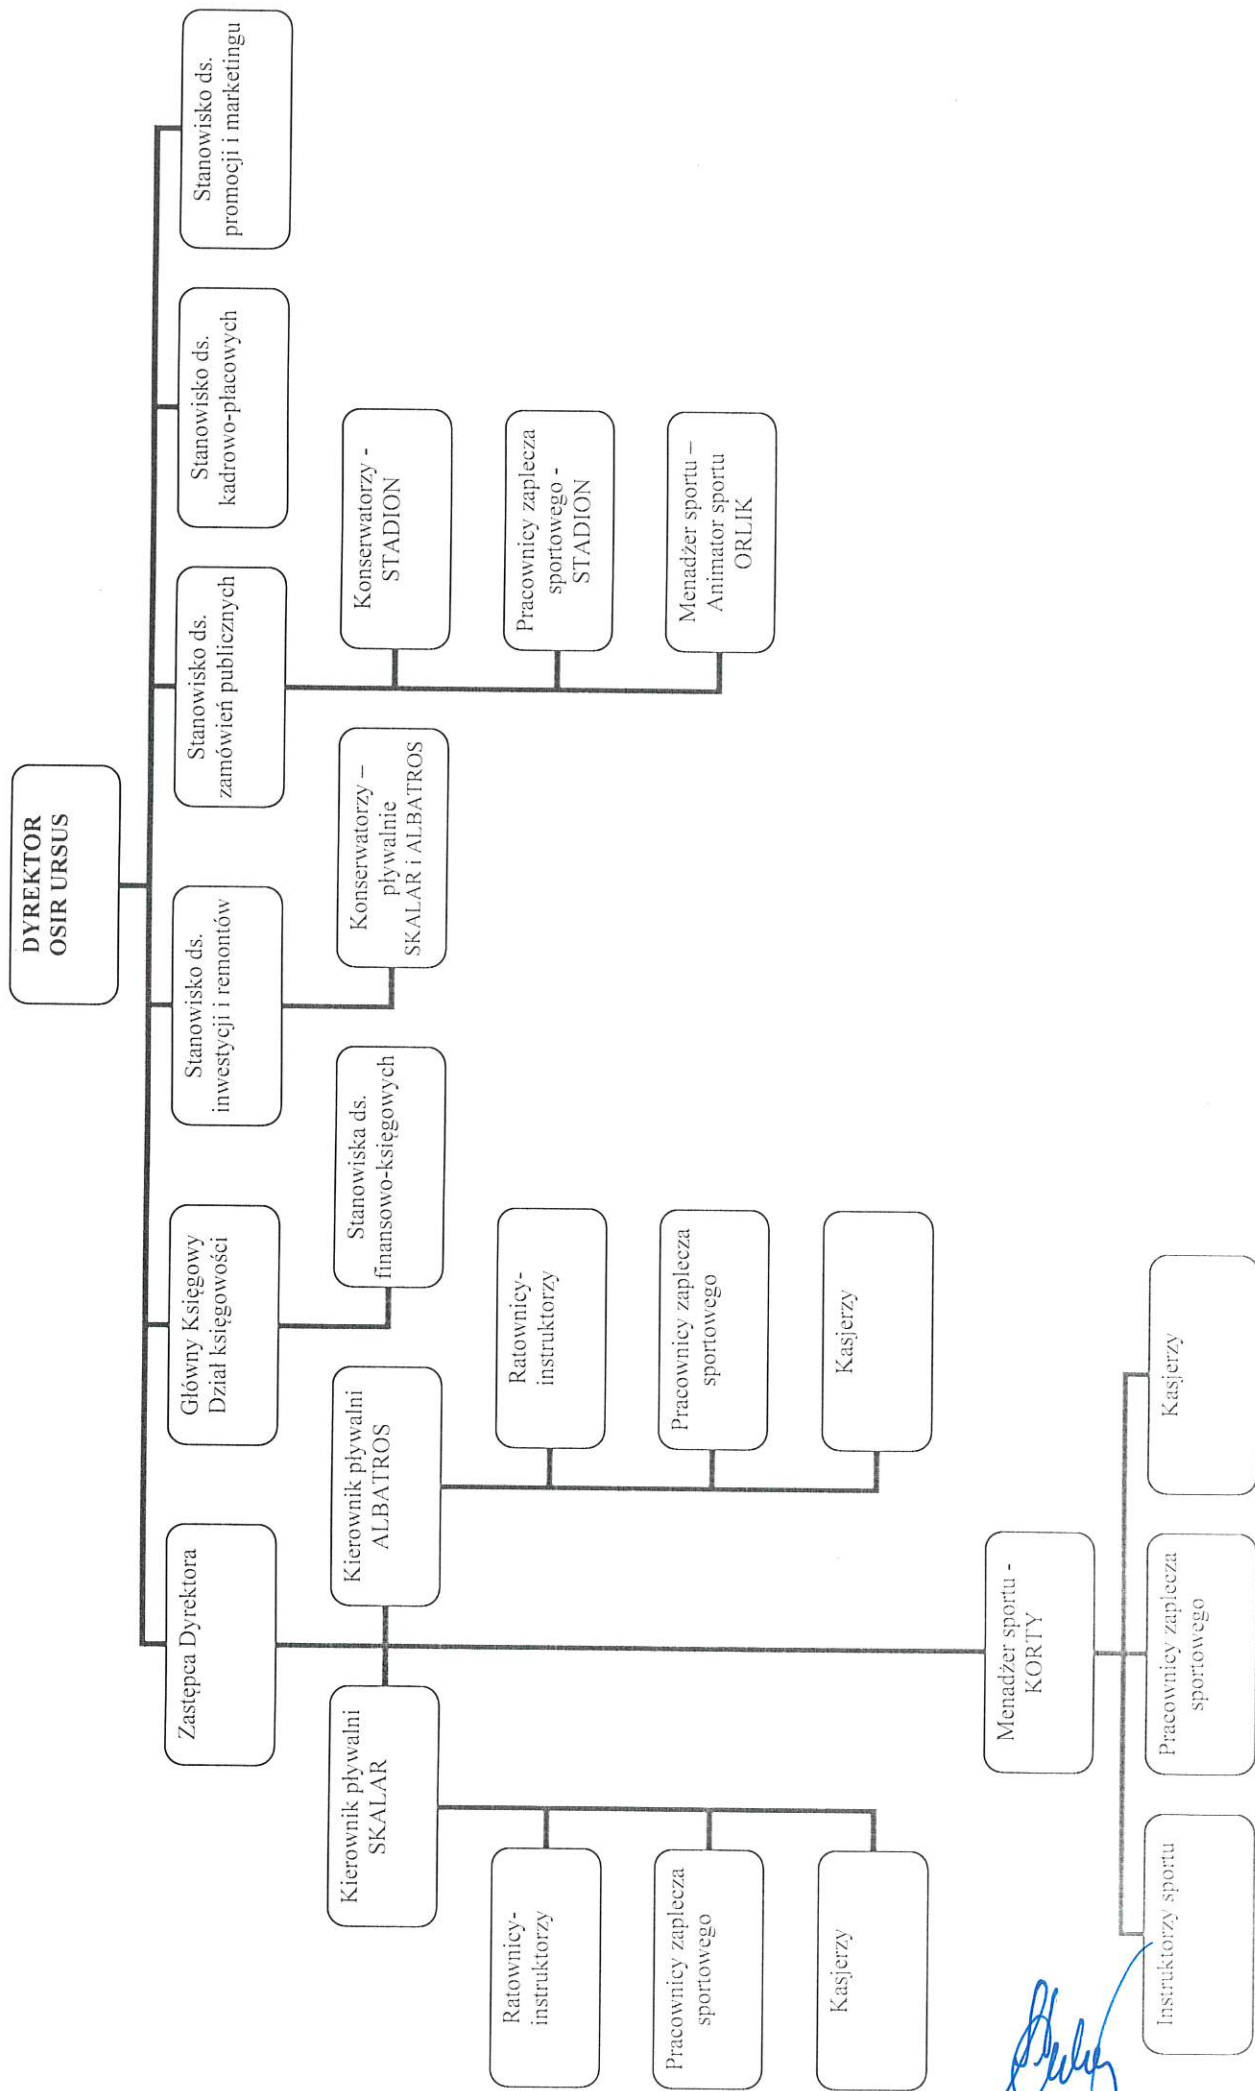 DYREKTOR
OSIR URSUS
Zastępca Dyrektora
Główny Księgowy
Dział księgowości
Stanowisko ds.
inwestycji i remontów
Stanowisko ds.
zamówień publicznych
Stanowisko ds.
kadrowo-płacowych
Stanowisko ds.
promocji i marketingu
Kierownik pływalni
SKALAR
Kierownik pływalni
ALBATROS
Stanowiska ds.
finansowo-księgowych
Konserwatorzy –
pływalnie
SKALAR i ALBATROS
Konserwatorzy -
STADION
Ratownicy-
instruktorzy
Ratownicy-
instruktorzy
Pracownicy zaplecza
sportowego -
STADION
Pracownicy zaplecza
sportowego
Pracownicy zaplecza
sportowego
Menadżer sportu –
Animator sportu
ORLIK
Kasjerzy
Kasjerzy
Menadżer sportu -
KORTY
Instruktorzy sportu
Pracownicy zaplecza
sportowego
Kasjerzy